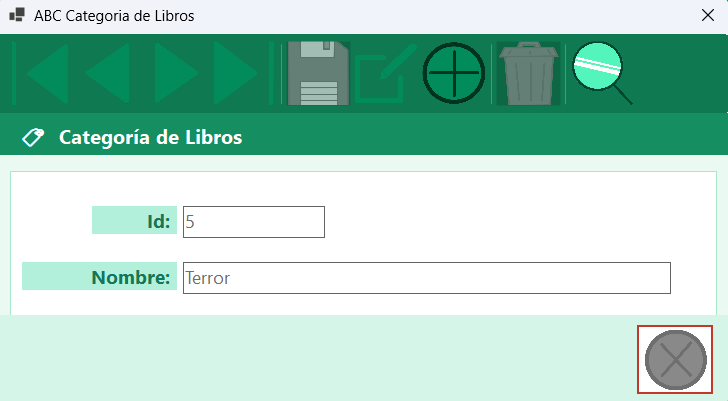 ABC Categoria de Libros
Categoría de Libros
Id: 5
Nombre: Terror